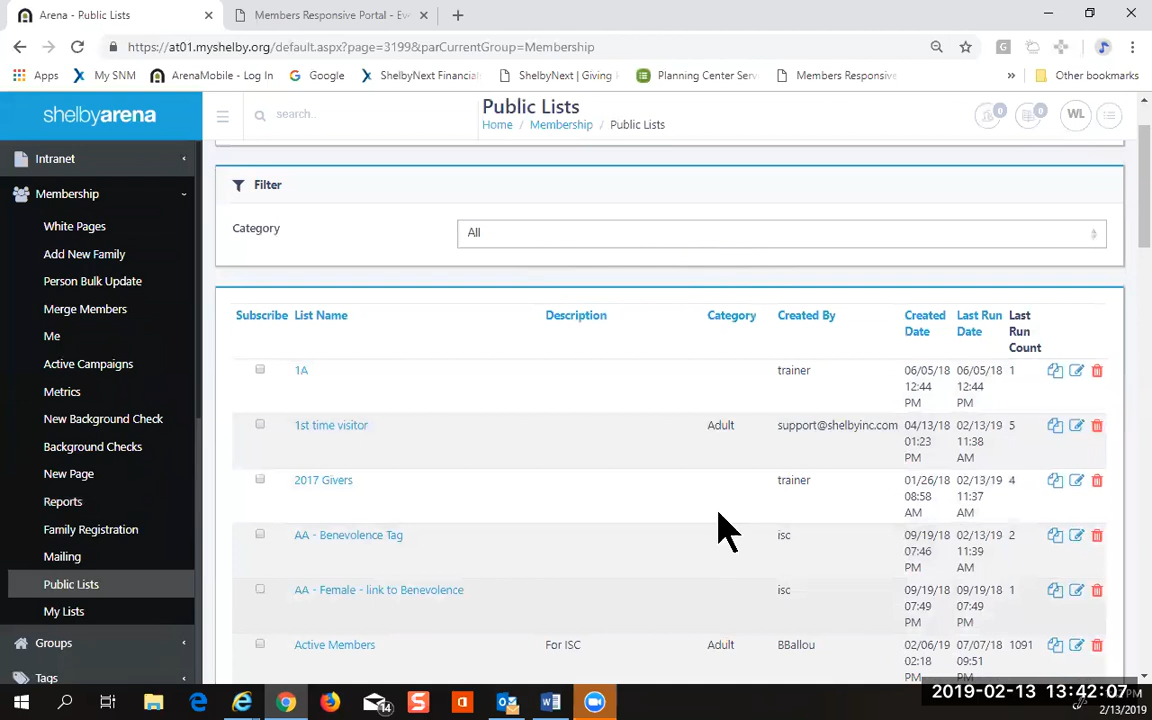 Arena - Public Lists
Members Responsive Portal - Eve
https://at01.myshelby.org/default.aspx?page=3199&parCurrentGroup=Membership
Apps
My SNM
ArenaMobile - Log In
Google
ShelbyNext Financial
ShelbyNext | Giving
Planning Center Serv
Members Responsive
»
Other bookmarks
shelbyarena
search...
Public Lists
Home / Membership / Public Lists
0
0
WL
Intranet
Membership
White Pages
Add New Family
Person Bulk Update
Merge Members
Me
Active Campaigns
Metrics
New Background Check
Background Checks
New Page
Reports
Family Registration
Mailing
Public Lists
My Lists
Groups
Tags
Filter
Category
All
Subscribe List Name Description Category Created By Created Date Last Run Date Last Run Count
1A trainer 06/05/18 12:44 PM 06/05/18 12:44 PM 1
1st time visitor Adult support@shelbyinc.com 04/13/18 01:23 PM 02/13/19 11:38 AM 5
2017 Givers trainer 01/26/18 08:58 AM 02/13/19 11:37 AM 4
AA - Benevolence Tag isc 09/19/18 07:46 PM 02/13/19 11:39 AM 2
AA - Female - link to Benevolence isc 09/19/18 07:49 PM 09/19/18 07:49 PM 1
Active Members For ISC Adult BBallou 02/06/19 02:18 PM 07/07/18 09:51 PM 1091
14
2019-02-13 13:42:07
PM
2/13/2019